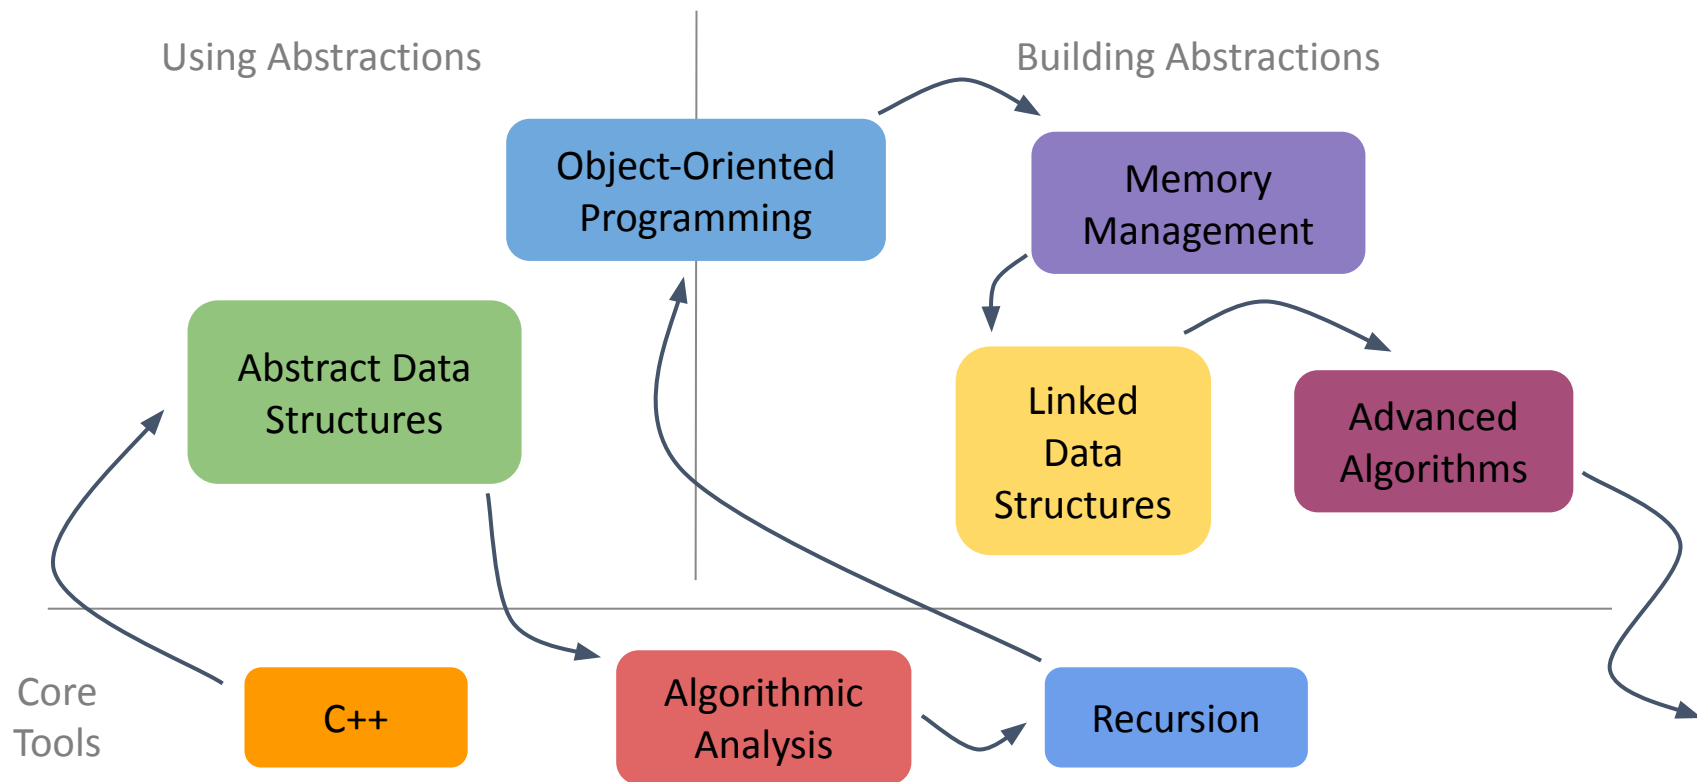 Using Abstractions
Building Abstractions
Object-Oriented
Programming
Memory
Management
Abstract Data
Structures
Linked
Data
Structures
Advanced
Algorithms
Core
Tools
C++
Algorithmic
Analysis
Recursion